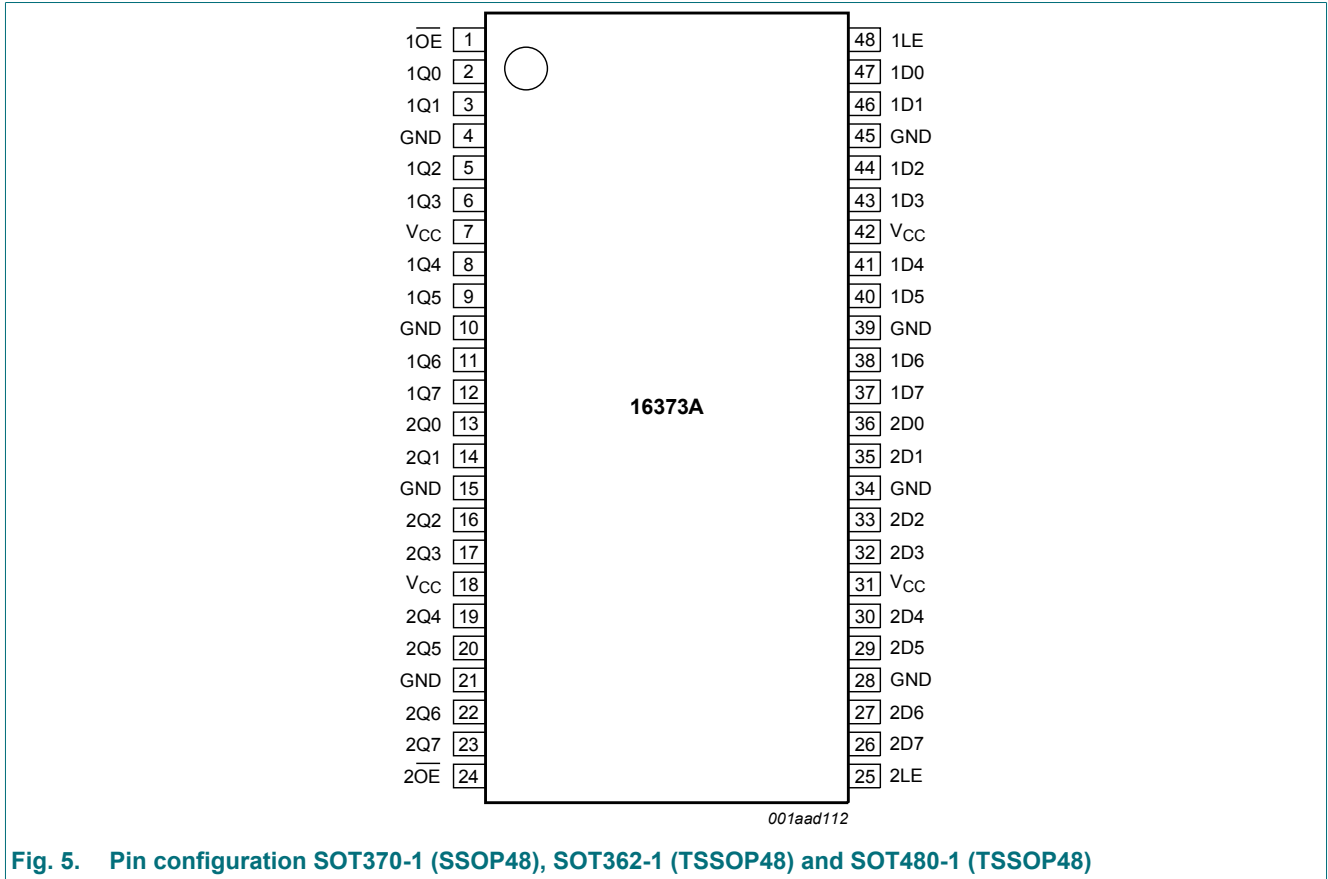 1OE 1 48 1LE
1Q0 2 47 1D0
1Q1 3 46 1D1
GND 4 45 GND
1Q2 5 44 1D2
1Q3 6 43 1D3
VCC 7 42 VCC
1Q4 8 41 1D4
1Q5 9 40 1D5
GND 10 39 GND
1Q6 11 38 1D6
1Q7 12 37 1D7
16373A
2Q0 13 36 2D0
2Q1 14 35 2D1
GND 15 34 GND
2Q2 16 33 2D2
2Q3 17 32 2D3
VCC 18 31 VCC
2Q4 19 30 2D4
2Q5 20 29 2D5
GND 21 28 GND
2Q6 22 27 2D6
2Q7 23 26 2D7
2OE 24 25 2LE
001aad112
Fig. 5. Pin configuration SOT370-1 (SSOP48), SOT362-1 (TSSOP48) and SOT480-1 (TSSOP48)